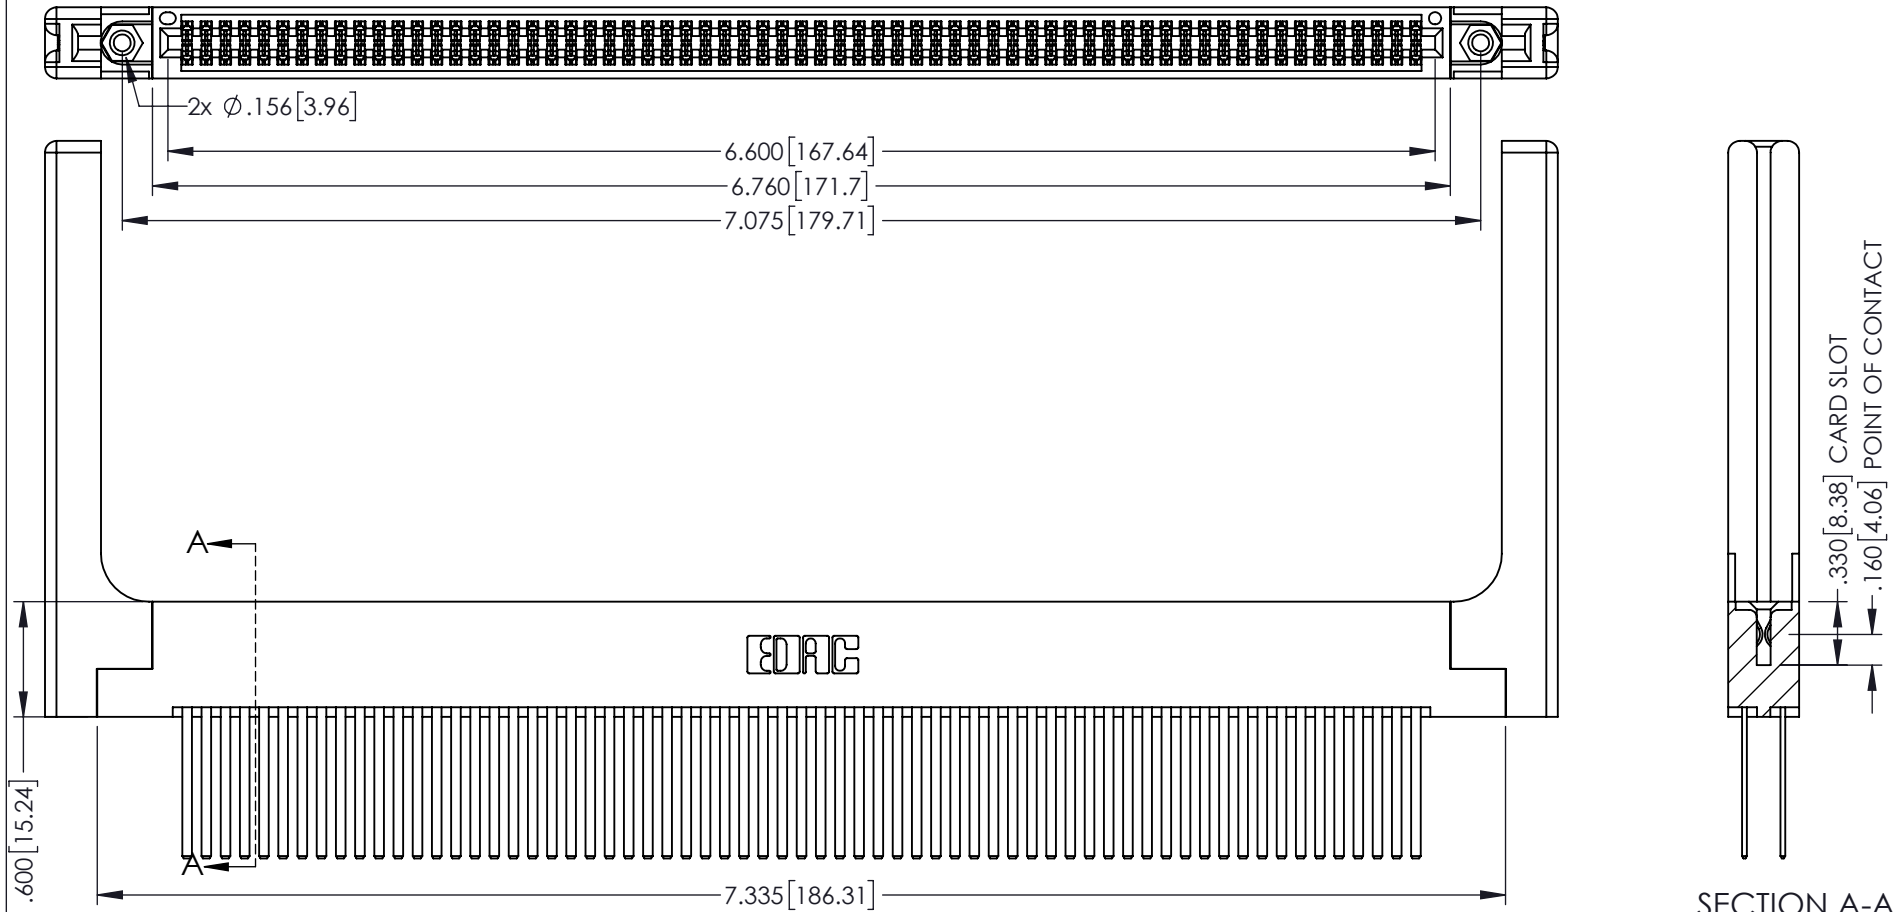 2x ∅.156[3.96]
6.600[167.64]
6.760[171.7]
7.075[179.71]
A
EDAC
A
.600[15.24]
7.335[186.31]
.330[8.38] CARD SLOT
.160[4.06] POINT OF CONTACT
SECTION A-A